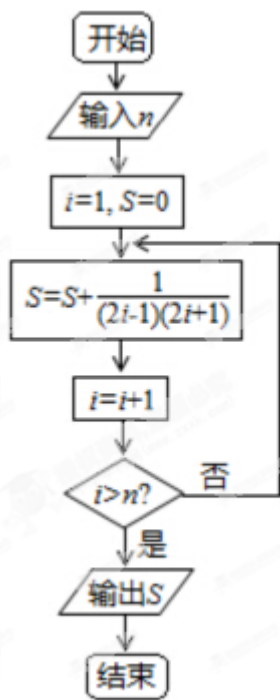 开始
输入n
i=1, S=0
S=S+\frac{1}{(2i-1)(2i+1)}
i=i+1
i>n?
否
是
输出S
结束